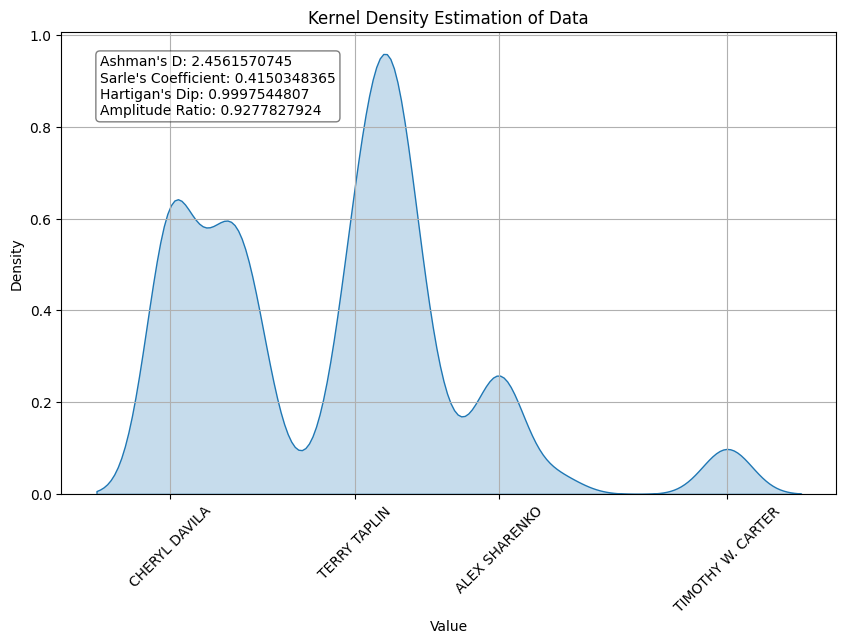 Kernel Density Estimation of Data
Ashman's D: 2.4561570745
Sarle's Coefficient: 0.4150348365
Hartigan's Dip: 0.9997544807
Amplitude Ratio: 0.9277827924
Density
1.0
0.8
0.6
0.4
0.2
0.0
CHERYL DAVILA
TERRY TAPLIN
ALEX SHARENKO
TIMOTHY W. CARTER
Value